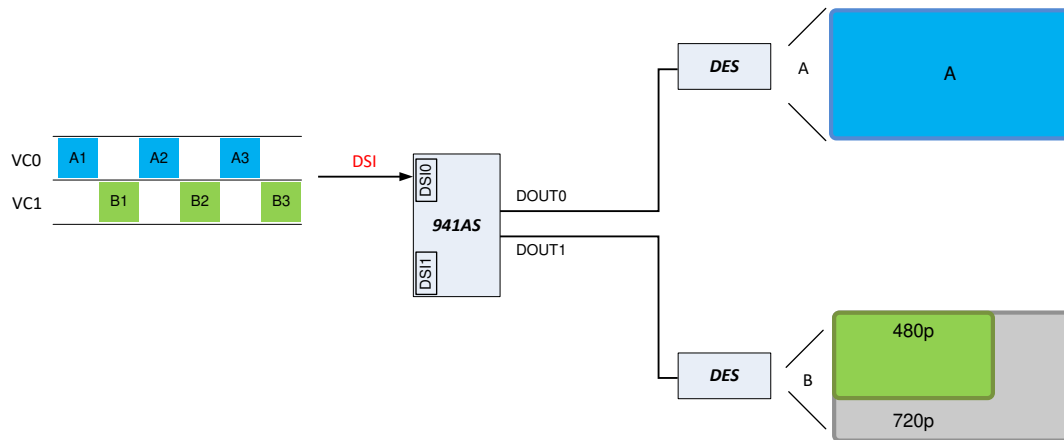 VC0
A1
A2
A3
VC1
B1
B2
B3
DSI
DSI0
941AS
DSI1
DOUT0
DOUT1
DES
A
A
DES
B
480p
720p